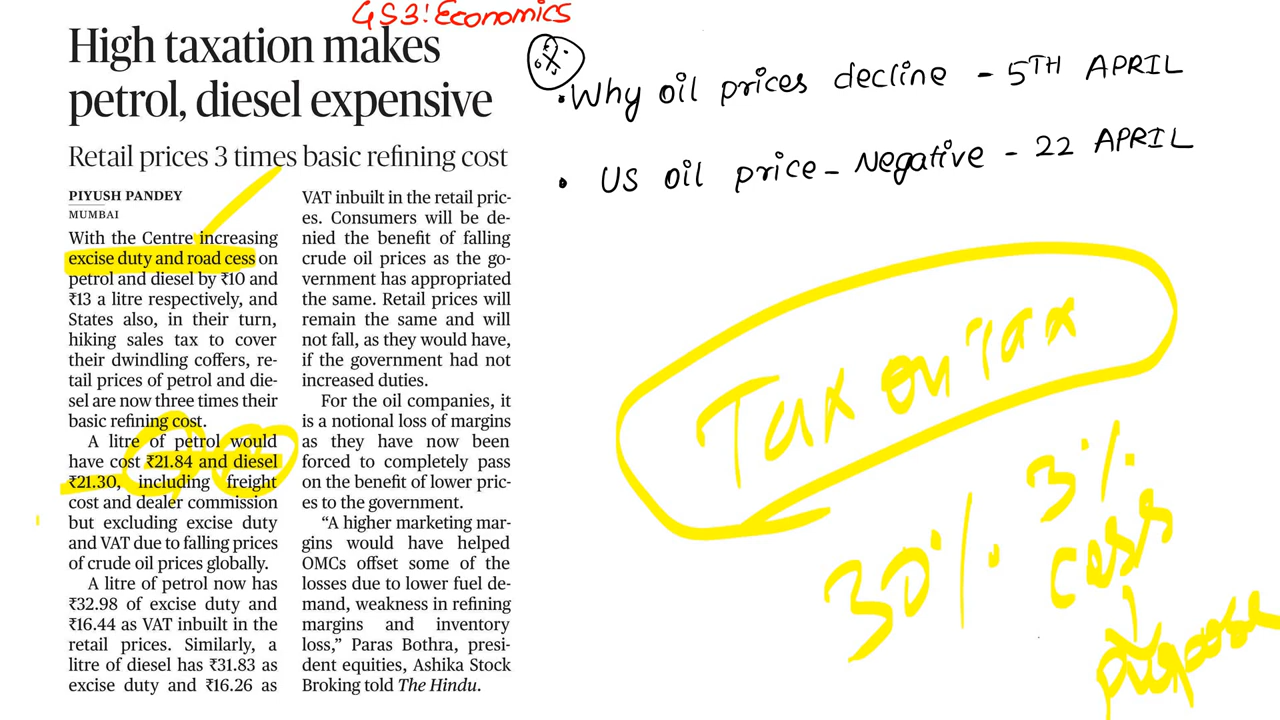 GS3: Economics
High taxation makes
petrol, diesel expensive
Retail prices 3 times basic refining cost
PIYUSH PANDEY
MUMBAI
With the Centre increasing
excise duty and road cess on
petrol and diesel by ₹10 and
₹13 a litre respectively, and
States also, in their turn,
hiking sales tax to cover
their dwindling coffers, re-
tail prices of petrol and die-
sel are now three times their
basic refining cost.
A litre of petrol would
have cost ₹21.84 and diesel
₹21.30, including freight
cost and dealer commission
but excluding excise duty
and VAT due to falling prices
of crude oil prices globally.
A litre of petrol now has
₹32.98 of excise duty and
₹16.44 as VAT inbuilt in the
retail prices. Similarly, a
litre of diesel has ₹31.83 as
excise duty and ₹16.26 as
VAT inbuilt in the retail pric-
es. Consumers will be de-
nied the benefit of falling
crude oil prices as the go-
vernment has appropriated
the same. Retail prices will
remain the same and will
not fall, as they would have,
if the government had not
increased duties.
For the oil companies, it
is a notional loss of margins
as they have now been
forced to completely pass
on the benefit of lower pric-
es to the government.
“A higher marketing mar-
gins would have helped
OMCs offset some of the
losses due to lower fuel de-
mand, weakness in refining
margins and inventory
loss,” Paras Bothra, presi-
dent equities, Ashika Stock
Broking told The Hindu.
• Why oil prices decline - 5TH APRIL
• US oil price - Negative - 22 APRIL
Tax on Tax
30%. 3%.
cess
purpose